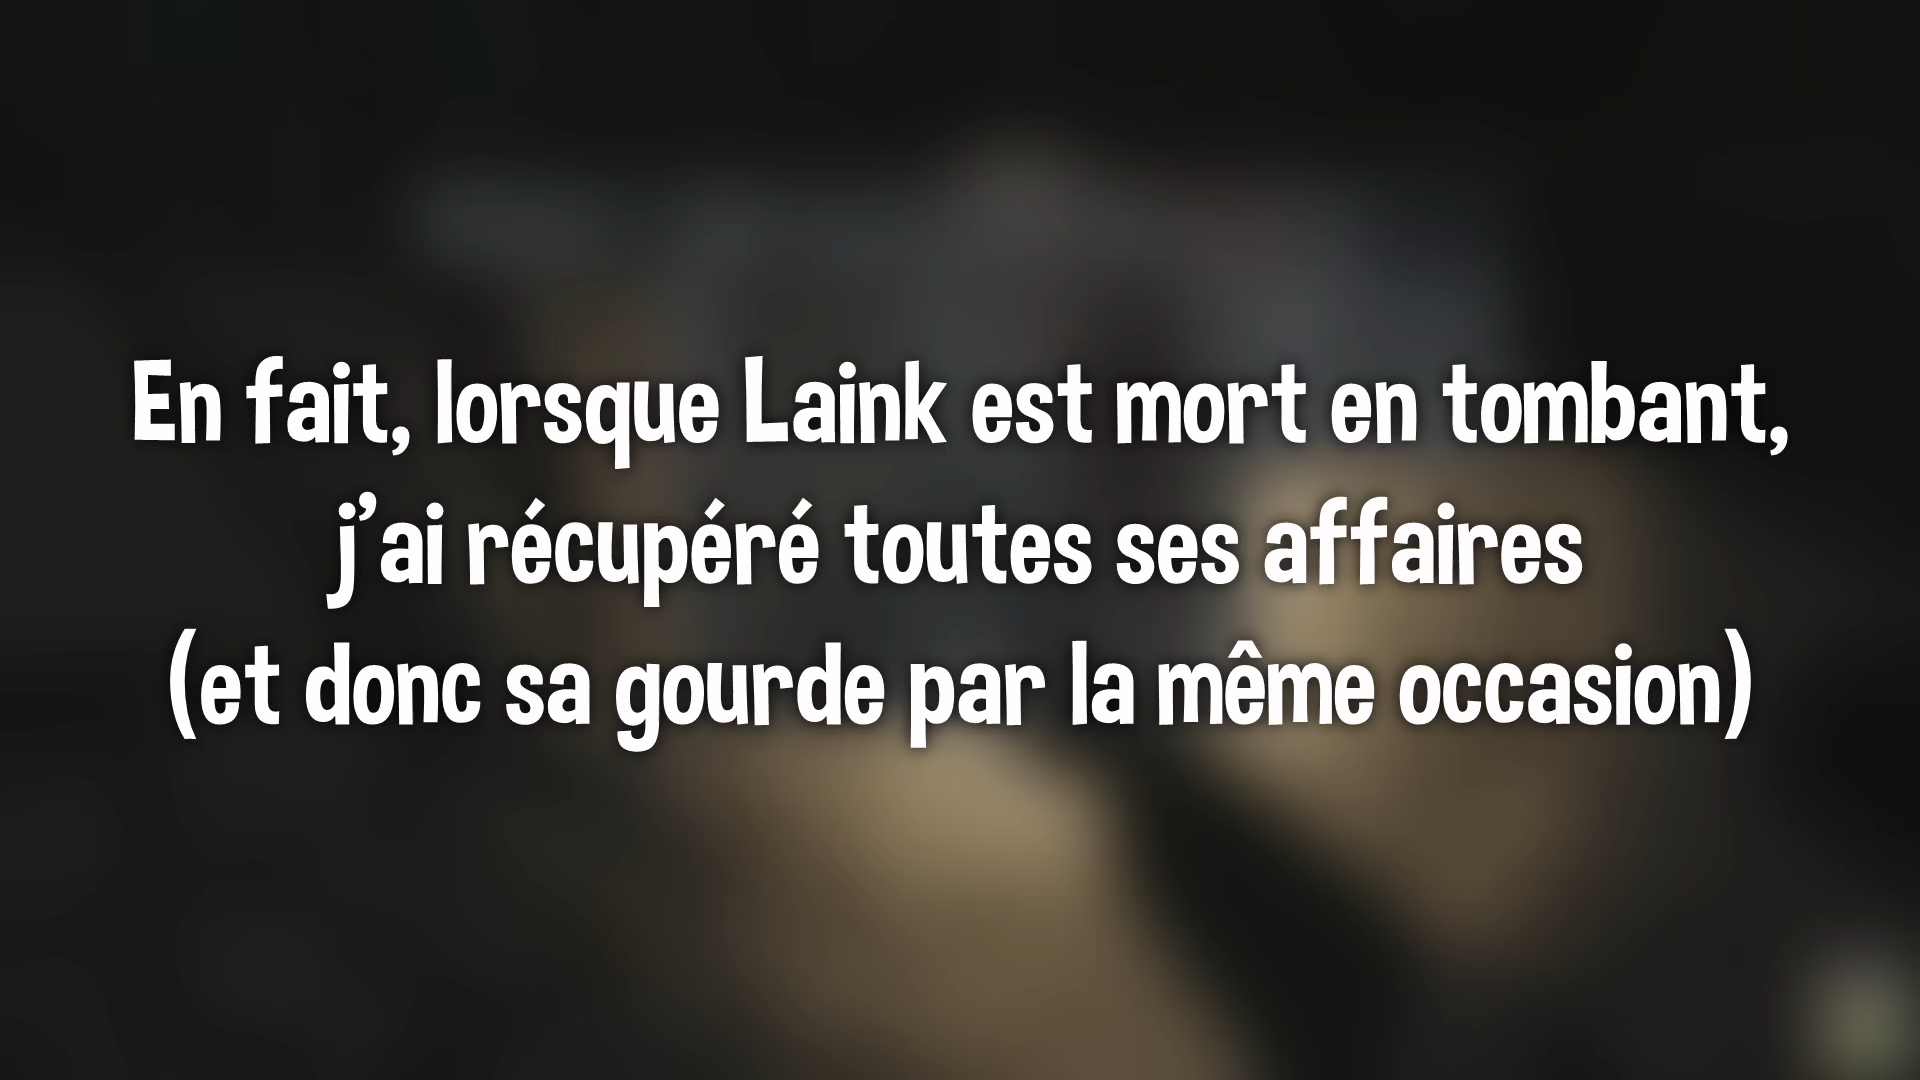 En fait, lorsque Laink est mort en tombant,
j’ai récupéré toutes ses affaires
(et donc sa gourde par la même occasion)